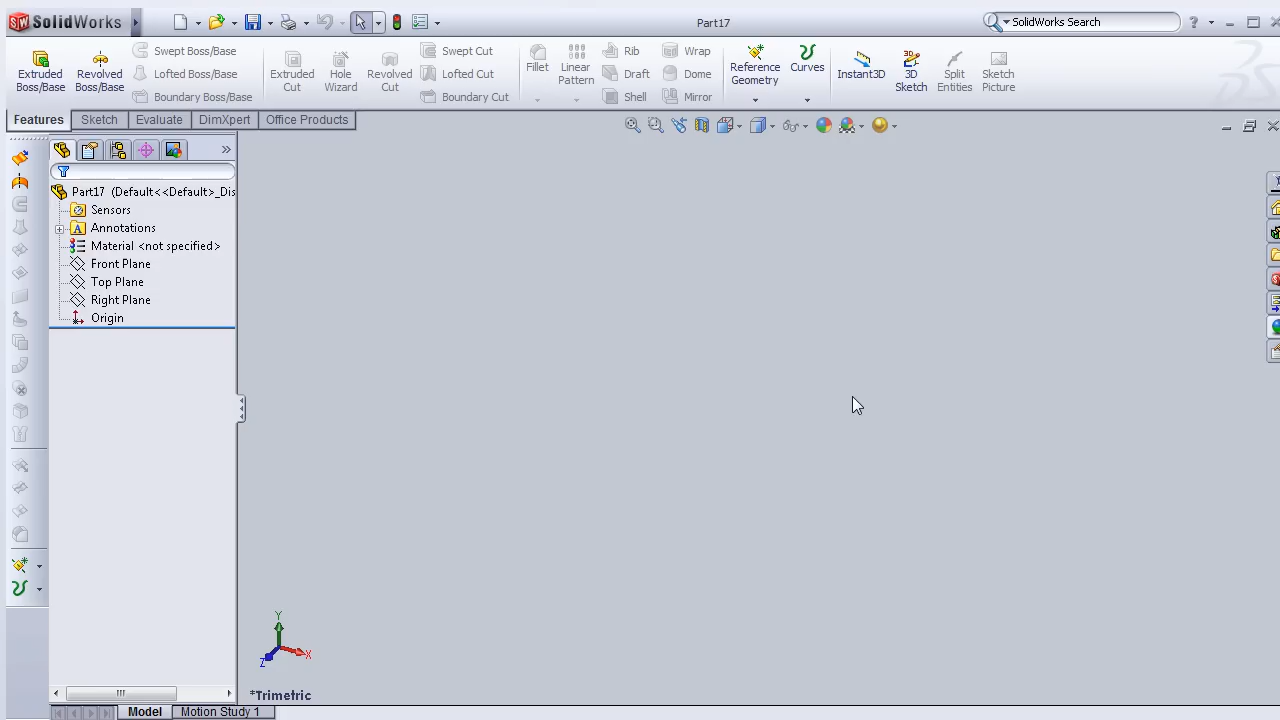 SolidWorks
Part17
SolidWorks Search
?
Extruded Boss/Base
Revolved Boss/Base
Swept Boss/Base
Lofted Boss/Base
Boundary Boss/Base
Extruded Cut
Hole Wizard
Revolved Cut
Swept Cut
Lofted Cut
Boundary Cut
Fillet
Linear Pattern
Rib
Draft
Shell
Wrap
Dome
Mirror
Reference Geometry
Curves
Instant3D
3D Sketch
Split Entities
Sketch Picture
Features
Sketch
Evaluate
DimXpert
Office Products
Part17 (Default<<Default>_Dis
Sensors
Annotations
Material <not specified>
Front Plane
Top Plane
Right Plane
Origin
Y
X
Z
*Trimetric
Model
Motion Study 1